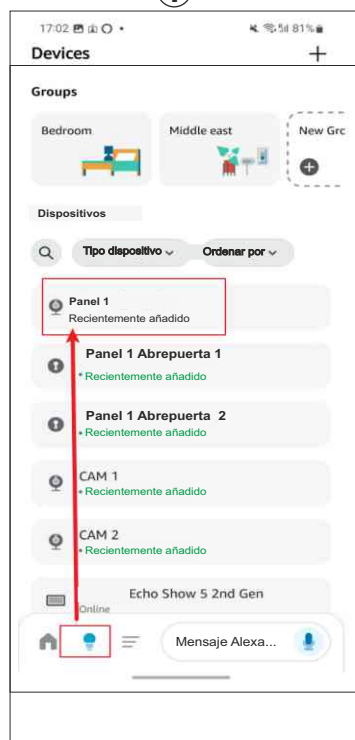 1
17:02 81%
Devices +
Groups
Bedroom Middle east New Grc
Dispositivos
Tipo dispositivo Ordenar por
Panel 1
Recientemente añadido
Panel 1 Abrepuerta 1
• Recientemente añadido
Panel 1 Abrepuerta 2
• Recientemente añadido
CAM 1
• Recientemente añadido
CAM 2
• Recientemente añadido
Echo Show 5 2nd Gen
Online
Mensaje Alexa...